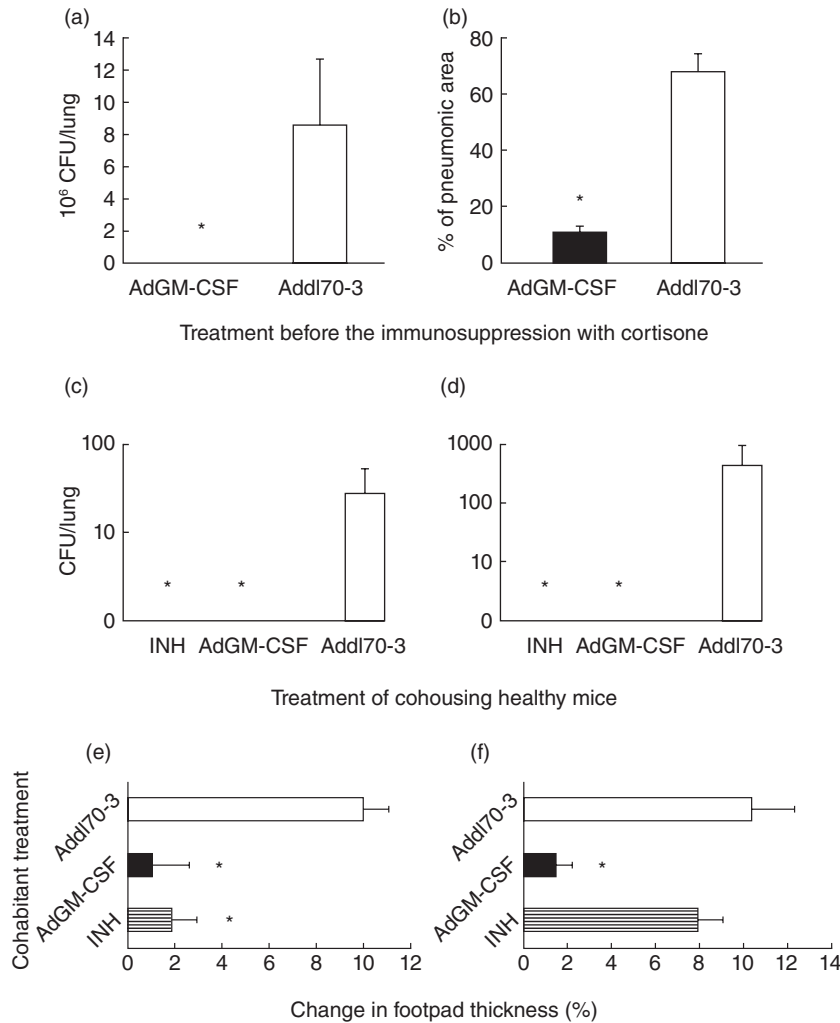 (a)
14
12
10
8
6
4
2
0
10⁶ CFU/lung
*
AdGM-CSF Addl70-3
(b)
80
60
40
20
0
% of pneumonic area
*
AdGM-CSF Addl70-3
Treatment before the immunosuppression with cortisone
(c)
100
10
0
CFU/lung
* *
INH AdGM-CSF Addl70-3
(d)
1000
100
10
0
* *
INH AdGM-CSF Addl70-3
Treatment of cohousing healthy mice
(e)
Cohabitant treatment
Addl70-3
AdGM-CSF *
INH *
0 2 4 6 8 10 12
(f)
Addl70-3
AdGM-CSF *
INH
0 2 4 6 8 10 12 14
Change in footpad thickness (%)